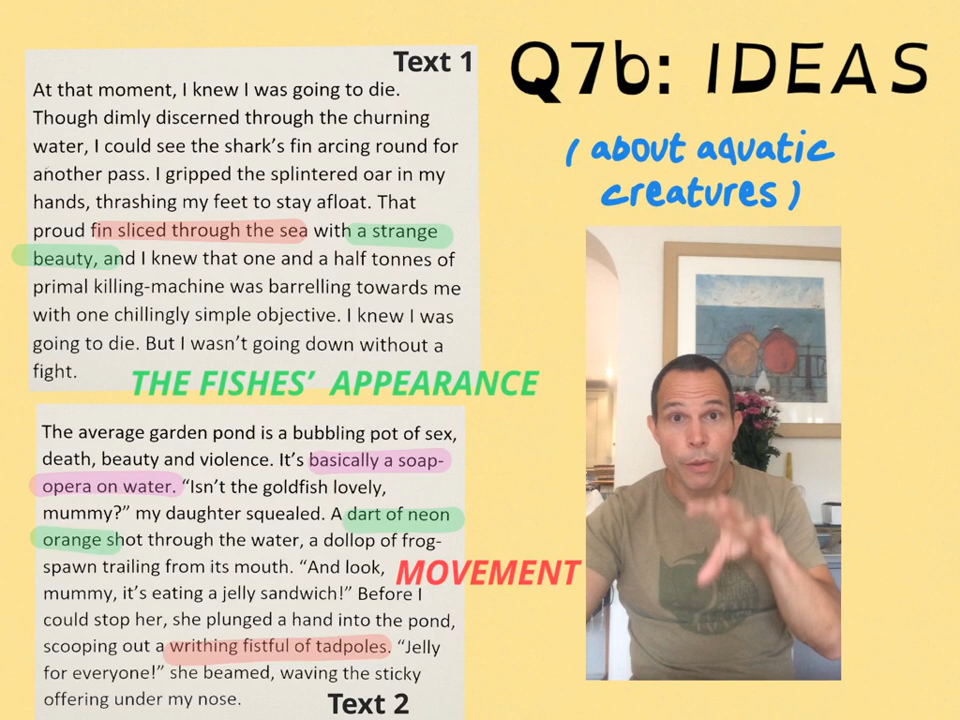 Text 1
At that moment, I knew I was going to die.
Though dimly discerned through the churning
water, I could see the shark's fin arcing round for
another pass. I gripped the splintered oar in my
hands, thrashing my feet to stay afloat. That
proud fin sliced through the sea with a strange
beauty, and I knew that one and a half tonnes of
primal killing-machine was barrelling towards me
with one chillingly simple objective. I knew I was
going to die. But I wasn't going down without a
fight.
THE FISHES' APPEARANCE
The average garden pond is a bubbling pot of sex,
death, beauty and violence. It's basically a soap-
opera on water. “Isn't the goldfish lovely,
mummy?” my daughter squealed. A dart of neon
orange shot through the water, a dollop of frog-
spawn trailing from its mouth. “And look,
MOVEMENT
mummy, it's eating a jelly sandwich!” Before I
could stop her, she plunged a hand into the pond,
scooping out a writhing fistful of tadpoles. “Jelly
for everyone!” she beamed, waving the sticky
offering under my nose.
Text 2
Q7b: IDEAS
(about aquatic
creatures)